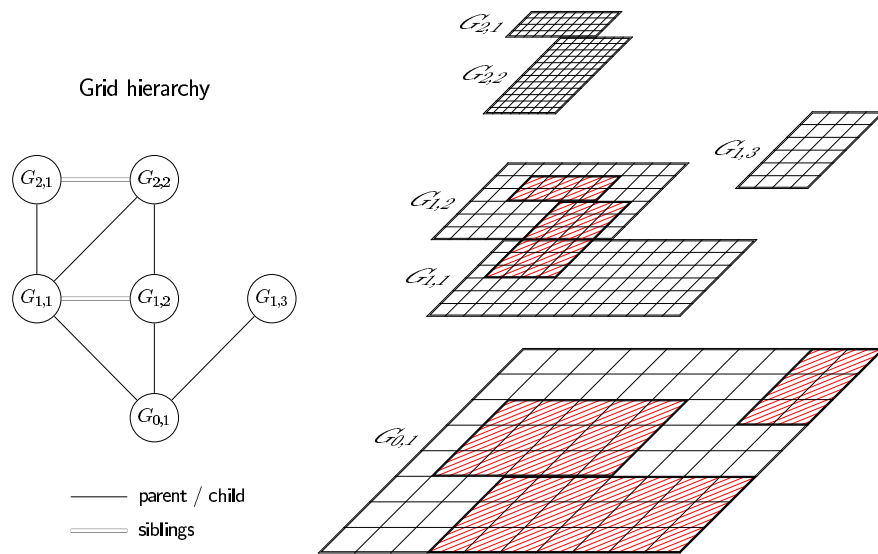 Grid hierarchy
G2,1
G2,2
G1,1
G1,2
G1,3
G0,1
parent / child
siblings
G2,1
G2,2
G1,3
G1,2
G1,1
G0,1